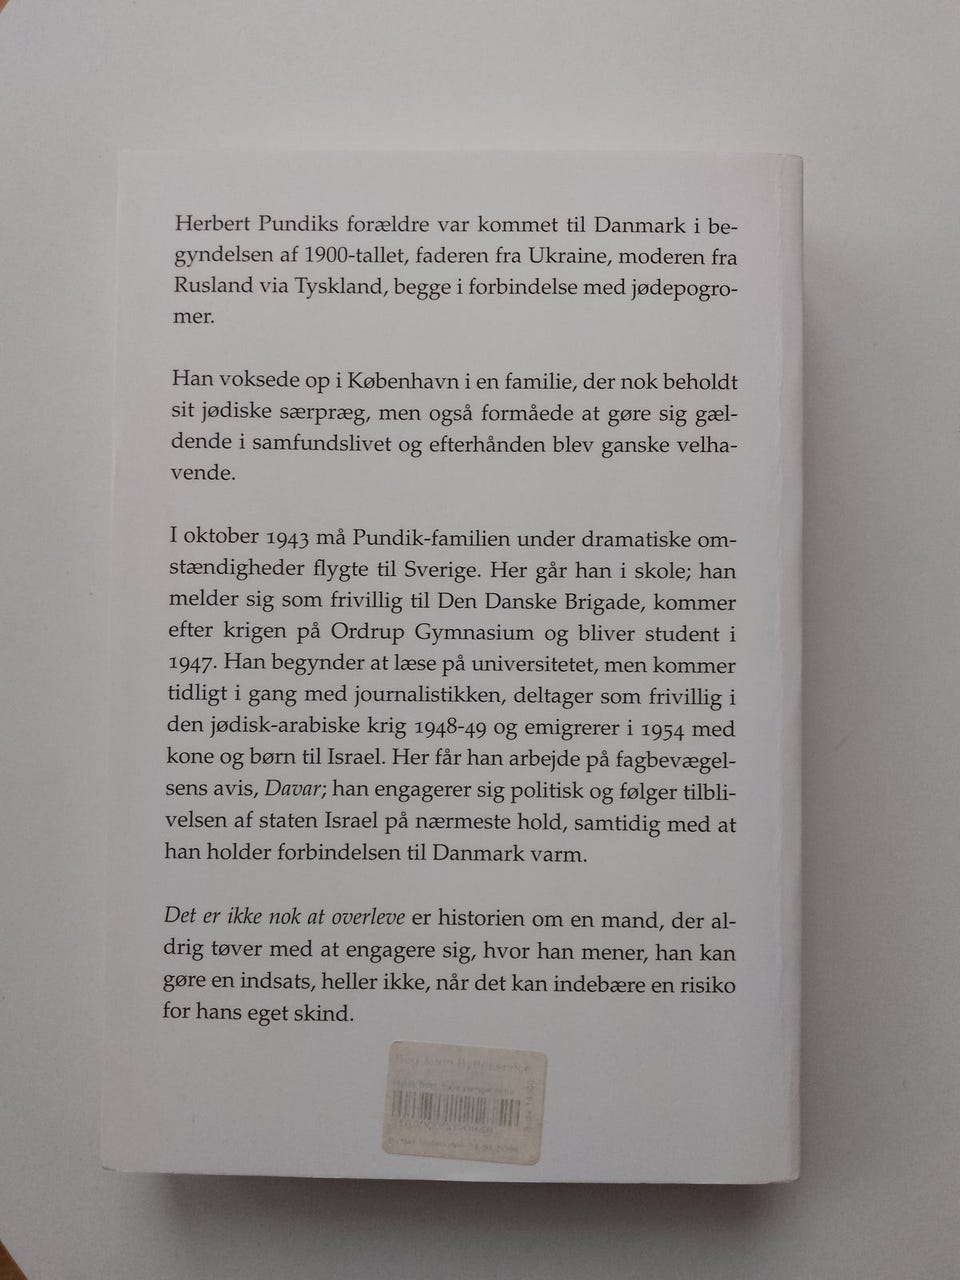 Herbert Pundiks forældre var kommet til Danmark i be-
gyndelsen af 1900-tallet, faderen fra Ukraine, moderen fra
Rusland via Tyskland, begge i forbindelse med jødepogro-
mer.
Han voksede op i København i en familie, der nok beholdt
sit jødiske særpræg, men også formåede at gøre sig gæl-
dende i samfundslivet og efterhånden blev ganske velha-
vende.
I oktober 1943 må Pundik-familien under dramatiske om-
stændigheder flygte til Sverige. Her går han i skole; han
melder sig som frivillig til Den Danske Brigade, kommer
efter krigen på Ordrup Gymnasium og bliver student i
1947. Han begynder at læse på universitetet, men kommer
tidligt i gang med journalistikken, deltager som frivillig i
den jødisk-arabiske krig 1948-49 og emigrerer i 1954 med
kone og børn til Israel. Her får han arbejde på fagbevægel-
sens avis, Davar; han engagerer sig politisk og følger tilbli-
velsen af staten Israel på nærmeste hold, samtidig med at
han holder forbindelsen til Danmark varm.
Det er ikke nok at overleve er historien om en mand, der al-
drig tøver med at engagere sig, hvor han mener, han kan
gøre en indsats, heller ikke, når det kan indebære en risiko
for hans eget skind.